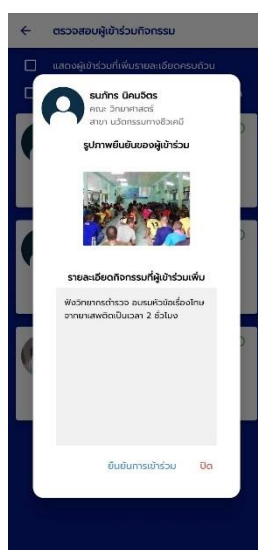 ตรวจสอบผู้เข้าร่วมกิจกรรม
แสดงผู้เข้าร่วมที่เพิ่มรายละเอียดครบถ้วน
ธนภัทร นิคมจิตร
คณะ วิทยาศาสตร์
สาขา นวัตกรรมทางชีวเคมี
รูปภาพยืนยันของผู้เข้าร่วม
รายละเอียดกิจกรรมที่ผู้เข้าร่วมเพิ่ม
ฟังวิทยากรตำรวจ อบรมหัวข้อเรื่องโทษ
จากยาเสพติดเป็นเวลา 2 ชั่วโมง
ยืนยันการเข้าร่วม ปิด